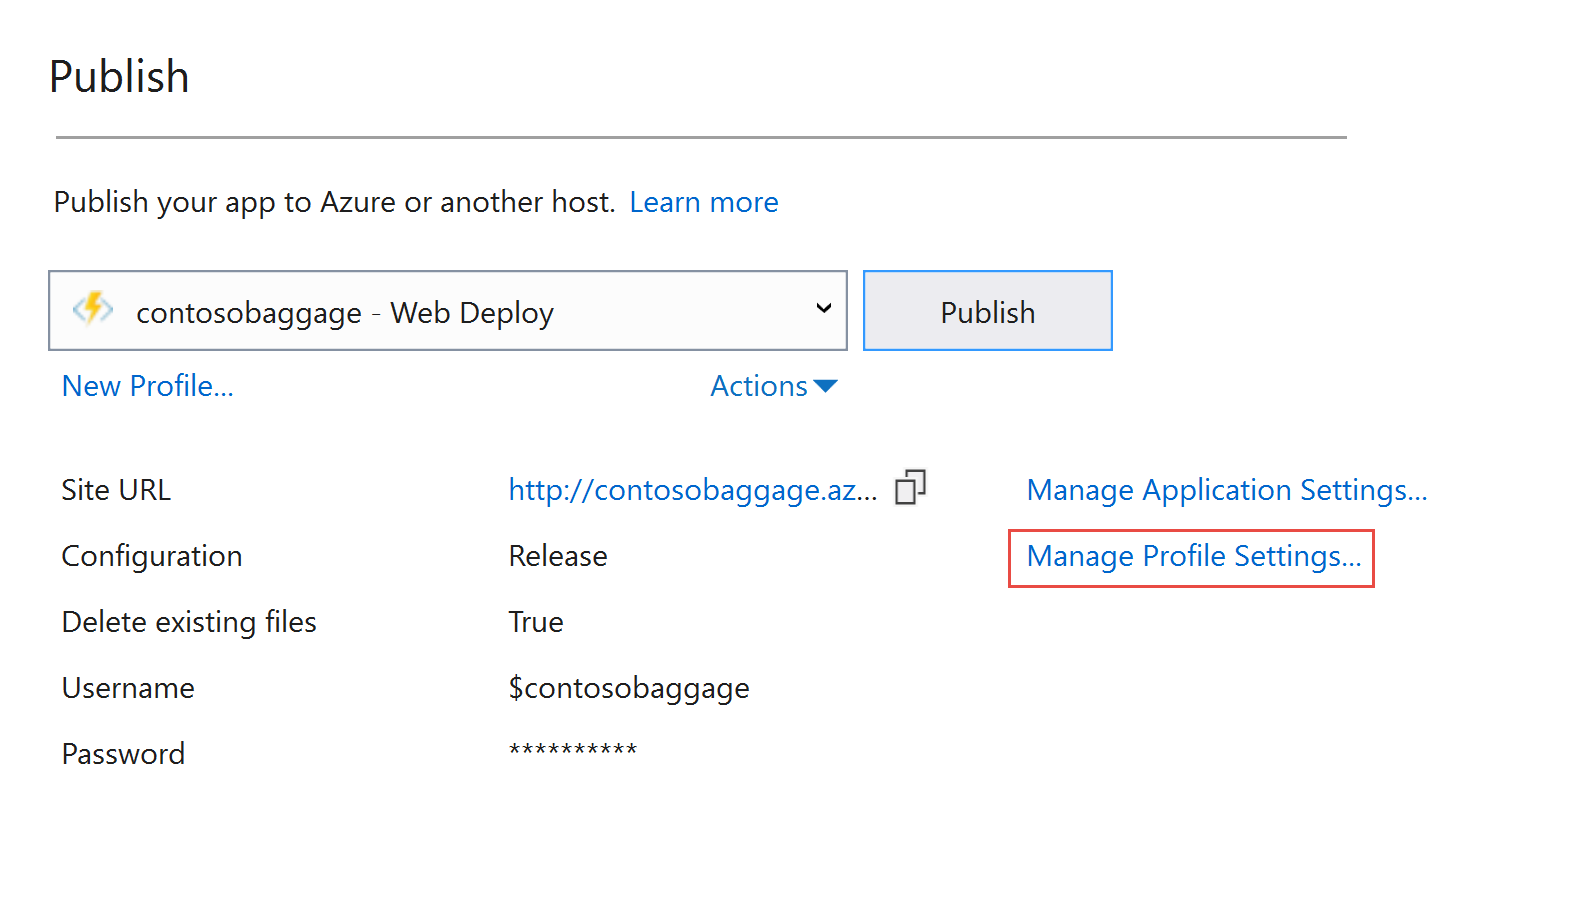 Publish
Publish your app to Azure or another host. Learn more
contosobaggage - Web Deploy Publish
New Profile... Actions
Site URL http://contosobaggage.az... Manage Application Settings...
Configuration Release Manage Profile Settings...
Delete existing files True
Username $contosobaggage
Password **********